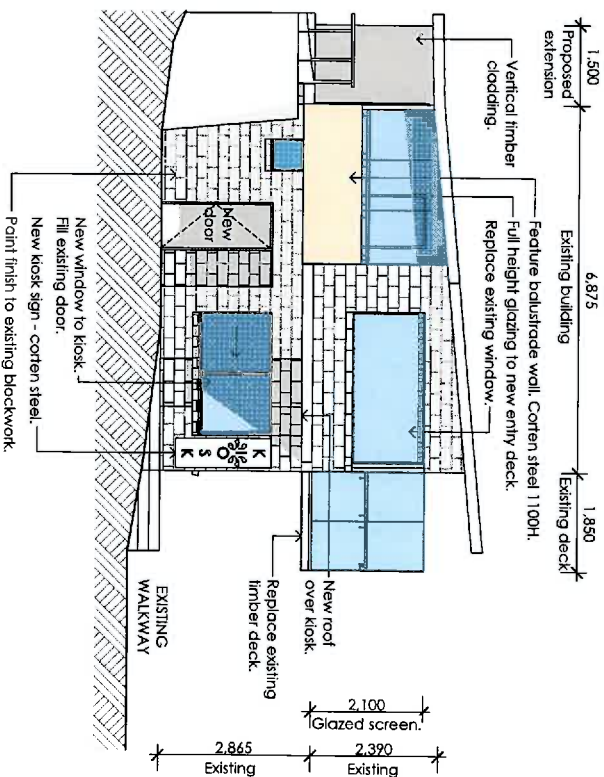 1,500
Proposed
extension
6,875
Existing building
1,850
Existing deck
Vertical timber
cladding.
Feature balustrade wall. Corten steel 1100H.
Full height glazing to new entry deck.
Replace existing window.
New
door
KIOSK
New window to kiosk.
Fill existing door.
New kiosk sign - corten steel.
Paint finish to existing blockwork.
New roof
over kiosk.
Replace existing
timber deck.
EXISTING
WALKWAY
2,100
Glazed screen.
2,865
Existing
2,390
Existing